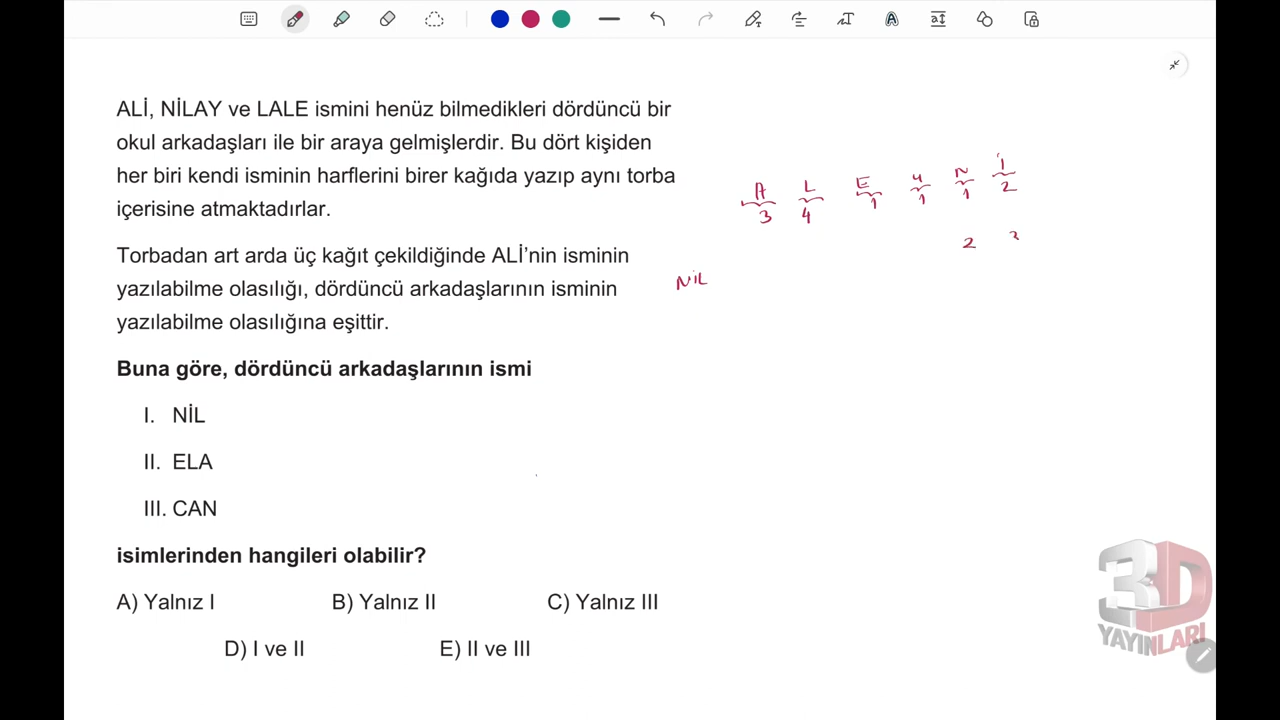 ALİ, NİLAY ve LALE ismini henüz bilmedikleri dördüncü bir
okul arkadaşları ile bir araya gelmişlerdir. Bu dört kişiden
her biri kendi isminin harflerini birer kağıda yazıp aynı torba
içerisine atmaktadırlar.
Torbadan art arda üç kağıt çekildiğinde ALİ'nin isminin
yazılabilme olasılığı, dördüncü arkadaşlarının isminin
yazılabilme olasılığına eşittir.
Buna göre, dördüncü arkadaşlarının ismi
I. NİL
II. ELA
III. CAN
isimlerinden hangileri olabilir?
A) Yalnız I B) Yalnız II C) Yalnız III
D) I ve II E) II ve III
A L E Y N İ
3 4 1 1 1 2
2 3
NİL
3D
YAYINLARI